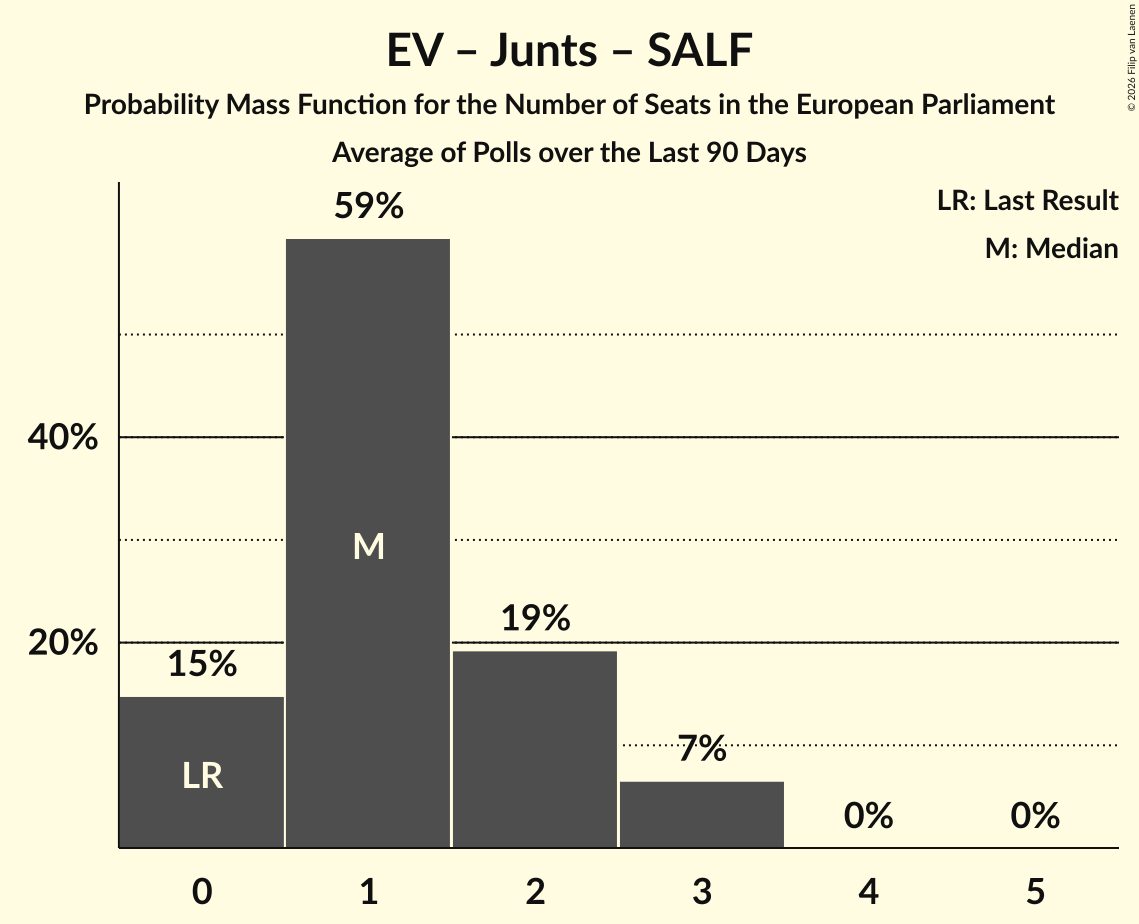 EV – Junts – SALF
Probability Mass Function for the Number of Seats in the European Parliament
Average of Polls over the Last 90 Days
© 2026 Filip van Laenen
LR: Last Result
M: Median
59%
40%
M
19%
20%
15%
7%
LR
0%
0%
0
1
2
3
4
5